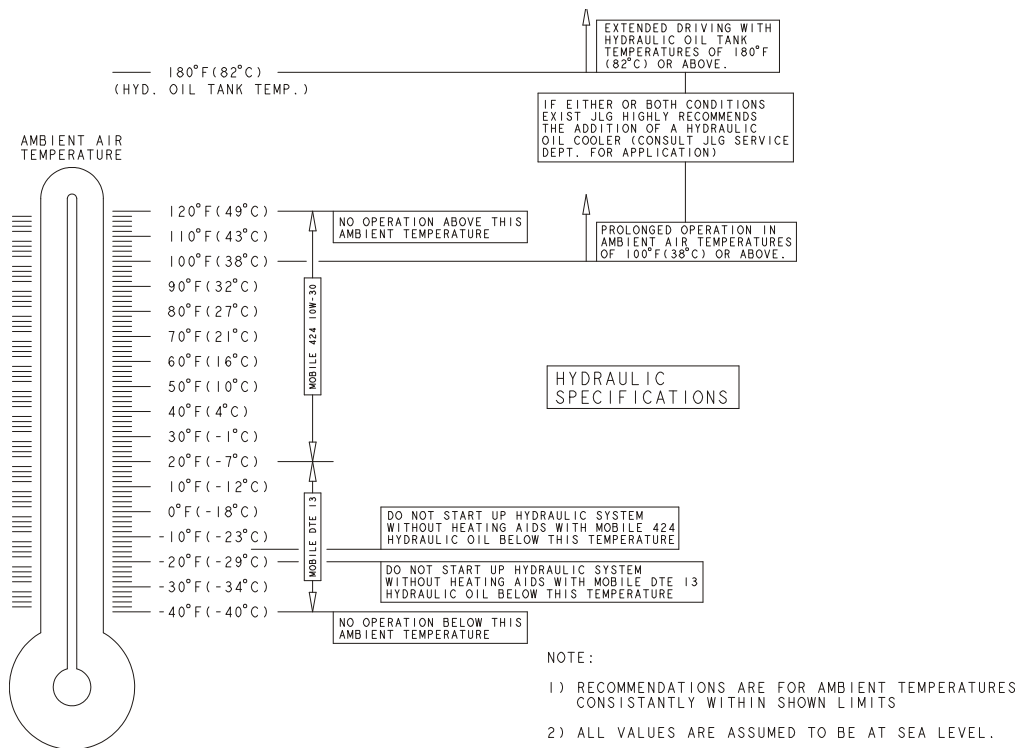 EXTENDED DRIVING WITH
HYDRAULIC OIL TANK
TEMPERATURES OF 180°F
(82°C) OR ABOVE.
180°F(82°C)
(HYD. OIL TANK TEMP.)
IF EITHER OR BOTH CONDITIONS
EXIST JLG HIGHLY RECOMMENDS
THE ADDITION OF A HYDRAULIC
OIL COOLER (CONSULT JLG SERVICE
DEPT. FOR APPLICATION)
AMBIENT AIR
TEMPERATURE
120°F(49°C)
NO OPERATION ABOVE THIS
AMBIENT TEMPERATURE
110°F(43°C)
PROLONGED OPERATION IN
AMBIENT AIR TEMPERATURES
OF 100°F(38°C) OR ABOVE.
100°F(38°C)
90°F(32°C)
80°F(27°C)
70°F(21°C)
60°F(16°C)
50°F(10°C)
40°F(4°C)
30°F(-1°C)
20°F(-7°C)
10°F(-12°C)
0°F(-18°C)
-10°F(-23°C)
-20°F(-29°C)
-30°F(-34°C)
-40°F(-40°C)
MOBILE 424 10W-30
MOBILE DTE 13
HYDRAULIC
SPECIFICATIONS
DO NOT START UP HYDRAULIC SYSTEM
WITHOUT HEATING AIDS WITH MOBILE 424
HYDRAULIC OIL BELOW THIS TEMPERATURE
DO NOT START UP HYDRAULIC SYSTEM
WITHOUT HEATING AIDS WITH MOBILE DTE 13
HYDRAULIC OIL BELOW THIS TEMPERATURE
NO OPERATION BELOW THIS
AMBIENT TEMPERATURE
NOTE:
1) RECOMMENDATIONS ARE FOR AMBIENT TEMPERATURES
CONSISTANTLY WITHIN SHOWN LIMITS
2) ALL VALUES ARE ASSUMED TO BE AT SEA LEVEL.